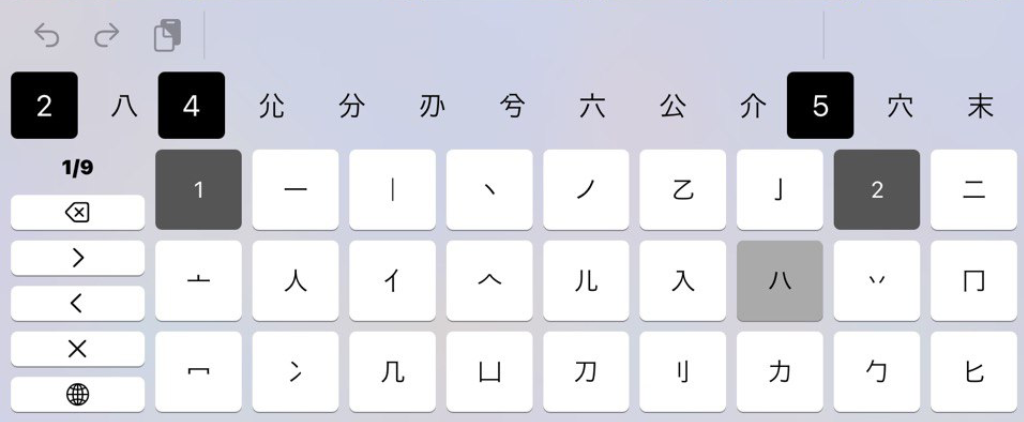 2 八 4 尣 分 刅 兮 六 公 介 5 穴 末
1/9
1 一 丨 丶 丿 乙 亅 2 二
亠 人 亻 𠆢 儿 入 八 丷 冂
冖 冫 几 凵 刀 刂 力 勹 匕